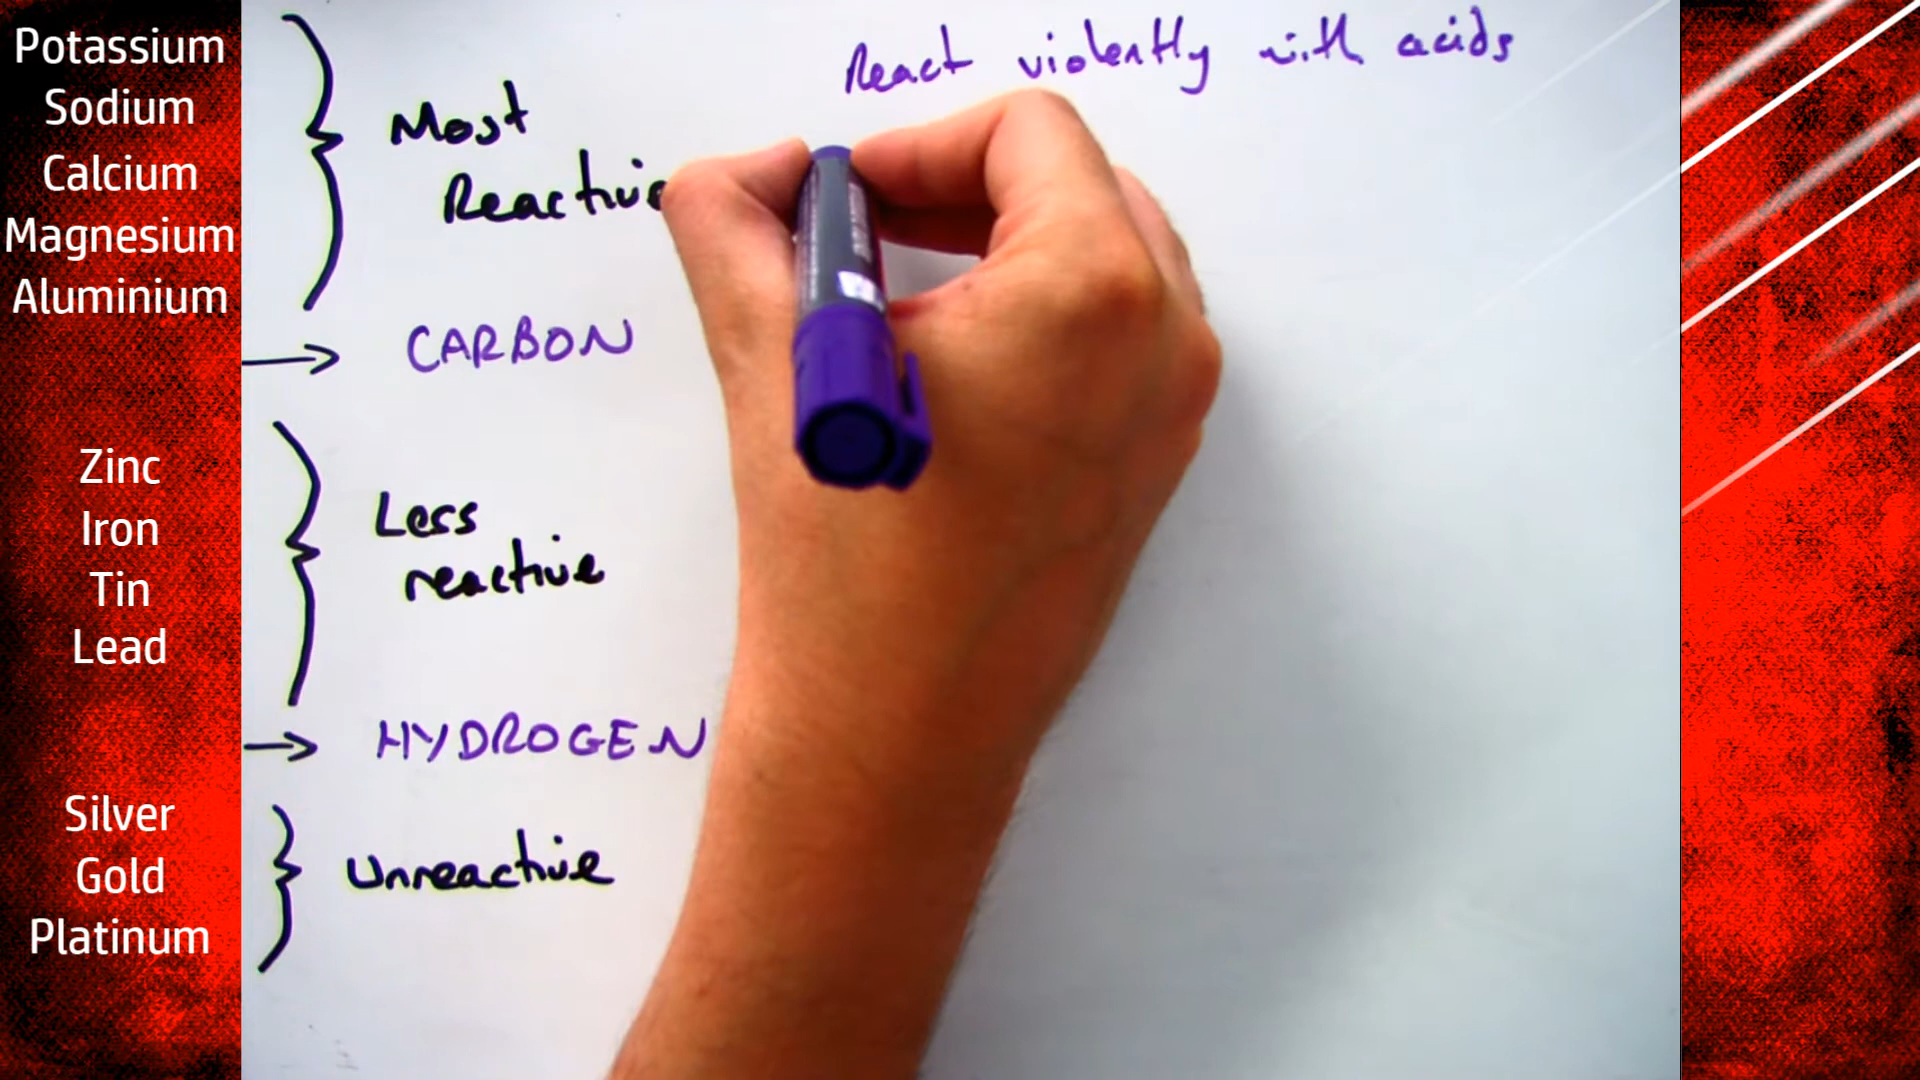 Potassium
Sodium
Calcium
Magnesium
Aluminium
Zinc
Iron
Tin
Lead
Silver
Gold
Platinum
Most
Reactive
CARBON
Less
reactive
HYDROGEN
Unreactive
React violently with acids